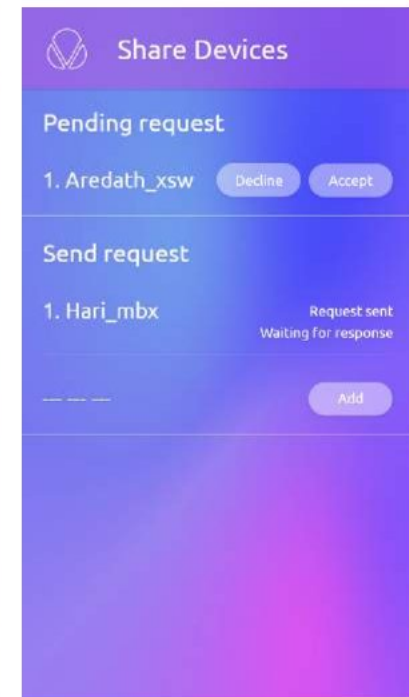 Share Devices
Pending request
1. Aredath_xsw Decline Accept
Send request
1. Hari_mbx Request sent
Waiting for response
--- --- --- Add